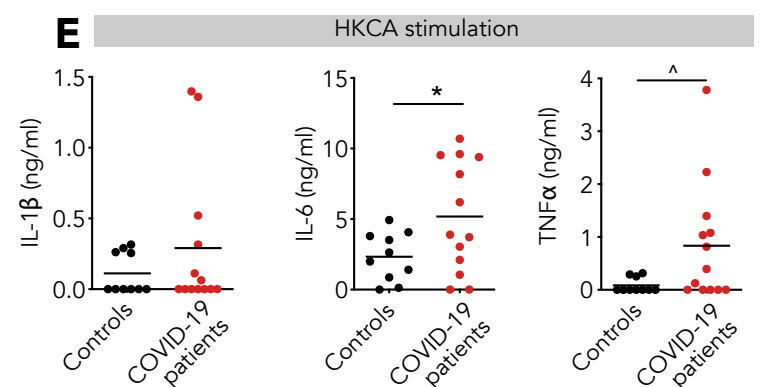 E
HKCA stimulation
IL-1β (ng/ml)
1.5
1.0
0.5
0.0
Controls
COVID-19
patients
IL-6 (ng/ml)
15
10
5
0
*
Controls
COVID-19
patients
TNFα (ng/ml)
4
3
2
1
0
^
Controls
COVID-19
patients